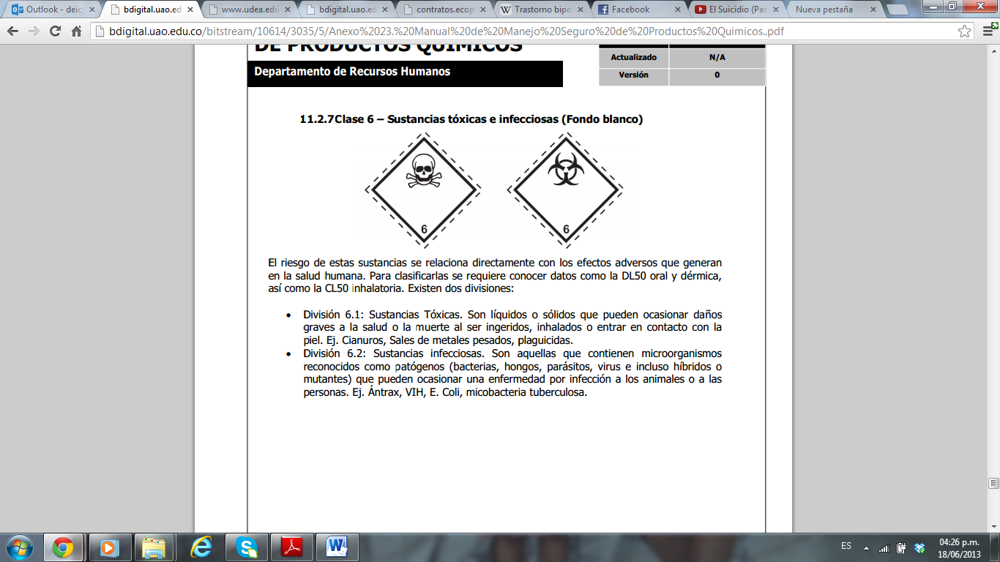 Outlook - deic
bdigital.uao.ed
www.udea.edu
bdigital.uao.ed
contratos.ecop
Trastorno bipo
Facebook
El Suicidio (Pac
Nueva pestaña
bdigital.uao.edu.co/bitstream/10614/3035/5/Anexo%2023.%20Manual%20de%20Manejo%20Seguro%20de%20Productos%20Quimicos..pdf
DE PRODUCTOS QUIMICOS
Departamento de Recursos Humanos
Actualizado N/A
Versión 0
11.2.7Clase 6 – Sustancias tóxicas e infecciosas (Fondo blanco)
6 6
El riesgo de estas sustancias se relaciona directamente con los efectos adversos que generan
en la salud humana. Para clasificarlas se requiere conocer datos como la DL50 oral y dérmica,
así como la CL50 inhalatoria. Existen dos divisiones:
• División 6.1: Sustancias Tóxicas. Son líquidos o sólidos que pueden ocasionar daños
graves a la salud o la muerte al ser ingeridos, inhalados o entrar en contacto con la
piel. Ej. Cianuros, Sales de metales pesados, plaguicidas.
• División 6.2: Sustancias infecciosas. Son aquellas que contienen microorganismos
reconocidos como patógenos (bacterias, hongos, parásitos, virus e incluso híbridos o
mutantes) que pueden ocasionar una enfermedad por infección a los animales o a las
personas. Ej. Ántrax, VIH, E. Coli, micobacteria tuberculosa.
ES
04:26 p.m.
18/06/2013